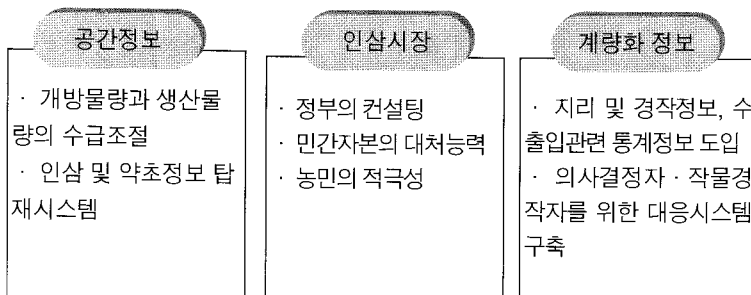 공간정보
· 개방물량과 생산물
량의 수급조절
· 인삼 및 약초정보 탑
재시스템
인삼시장
· 정부의 컨설팅
· 민간자본의 대처능력
· 농민의 적극성
계량화 정보
· 지리 및 경작정보, 수
출입관련 통계정보 도입
· 의사결정자 · 작물경
작자를 위한 대응시스템
구축